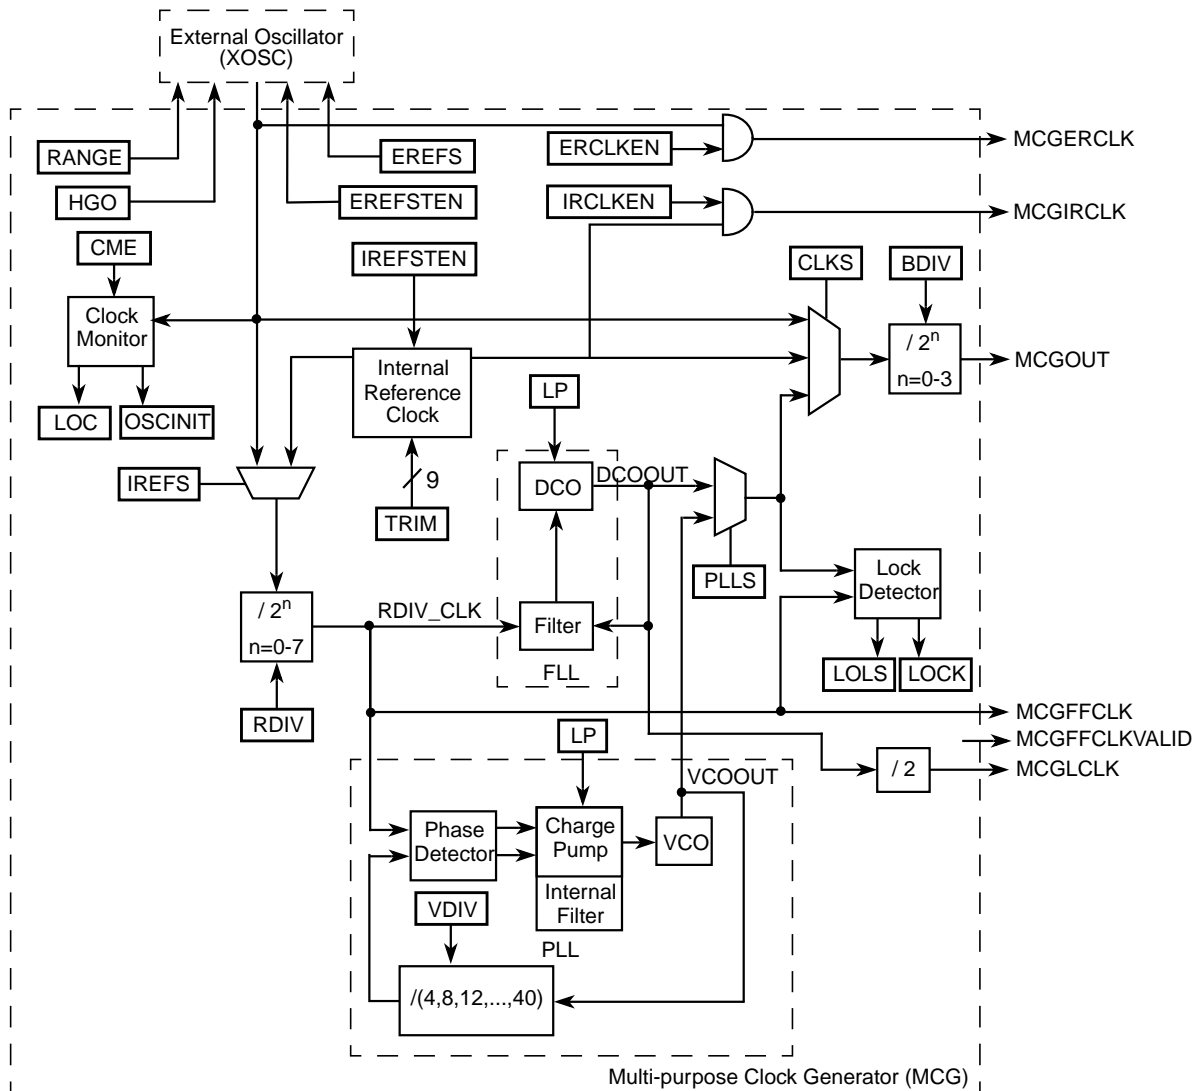 External Oscillator
(XOSC)
RANGE
EREFS
ERCLKEN
MCGERCLK
HGO
EREFSTEN
IRCLKEN
MCGIRCLK
CME
IREFSTEN
CLKS
BDIV
Clock
Monitor
Internal
Reference
Clock
/ 2n
n=0-3
MCGOUT
LP
LOC
OSCINIT
IREFS
9
TRIM
DCO
DCOOUT
PLLS
Lock
Detector
/ 2n
n=0-7
RDIV_CLK
Filter
FLL
LOLS
LOCK
RDIV
LP
MCGFFCLK
MCGFFCLKVALID
/ 2
MCGLCLK
VCOOUT
Phase
Detector
Charge
Pump
VCO
Internal
Filter
VDIV
PLL
/(4,8,12,...,40)
Multi-purpose Clock Generator (MCG)